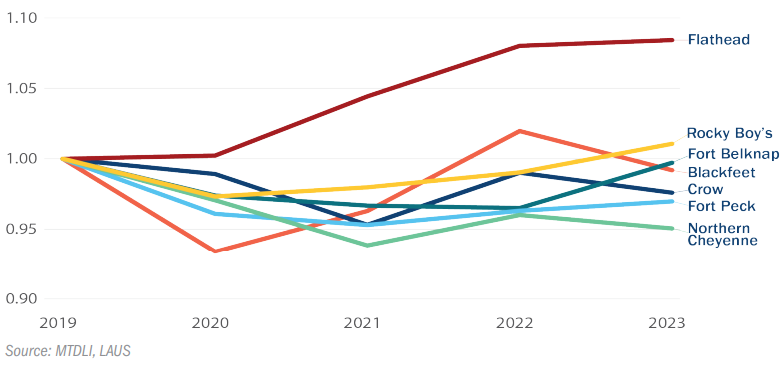 1.10
1.05
1.00
0.95
0.90
2019
2020
2021
2022
2023
Flathead
Rocky Boy's
Fort Belknap
Blackfeet
Crow
Fort Peck
Northern
Cheyenne
Source: MTDLI, LAUS